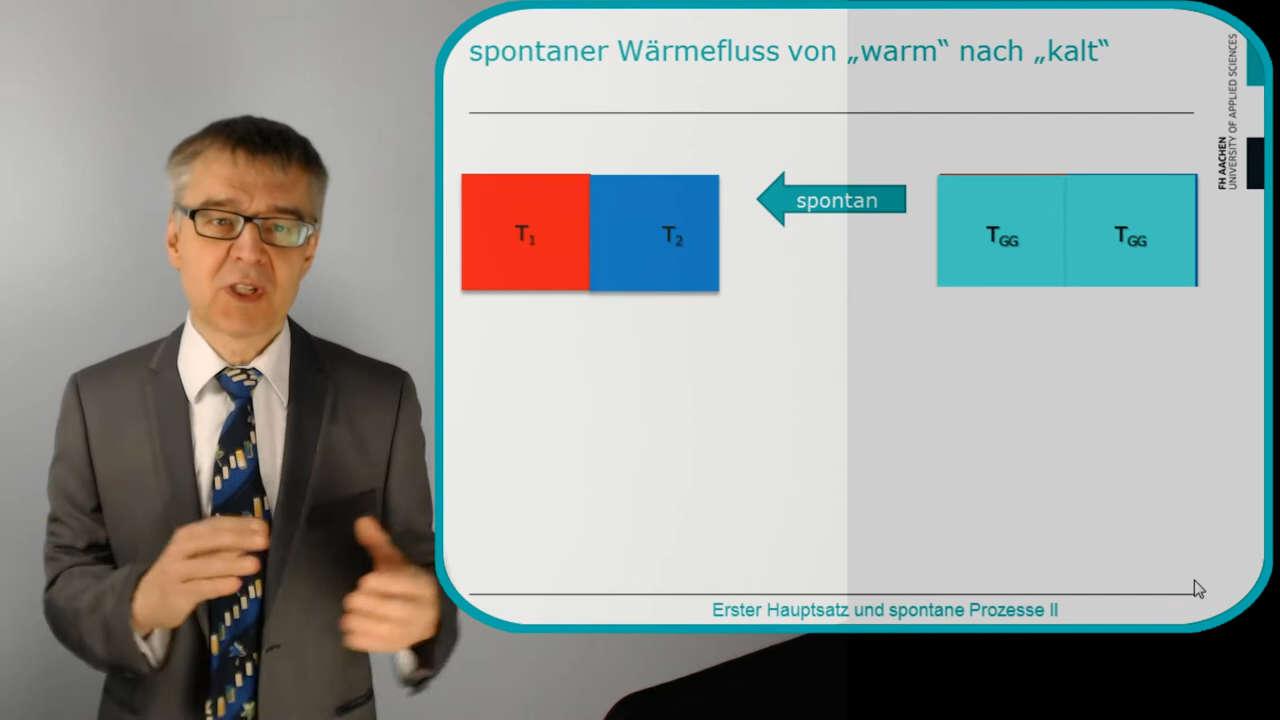 spontaner Wärmefluss von „warm“ nach „kalt“
T1
T2
spontan
TGG
TGG
FH AACHEN
UNIVERSITY OF APPLIED SCIENCES
Erster Hauptsatz und spontane Prozesse II